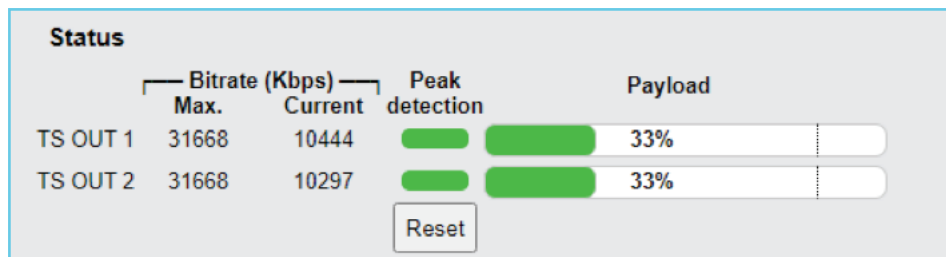 Status
Bitrate (Kbps) Peak
Max. Current detection Payload
TS OUT 1 31668 10444 33%
TS OUT 2 31668 10297 33%
Reset